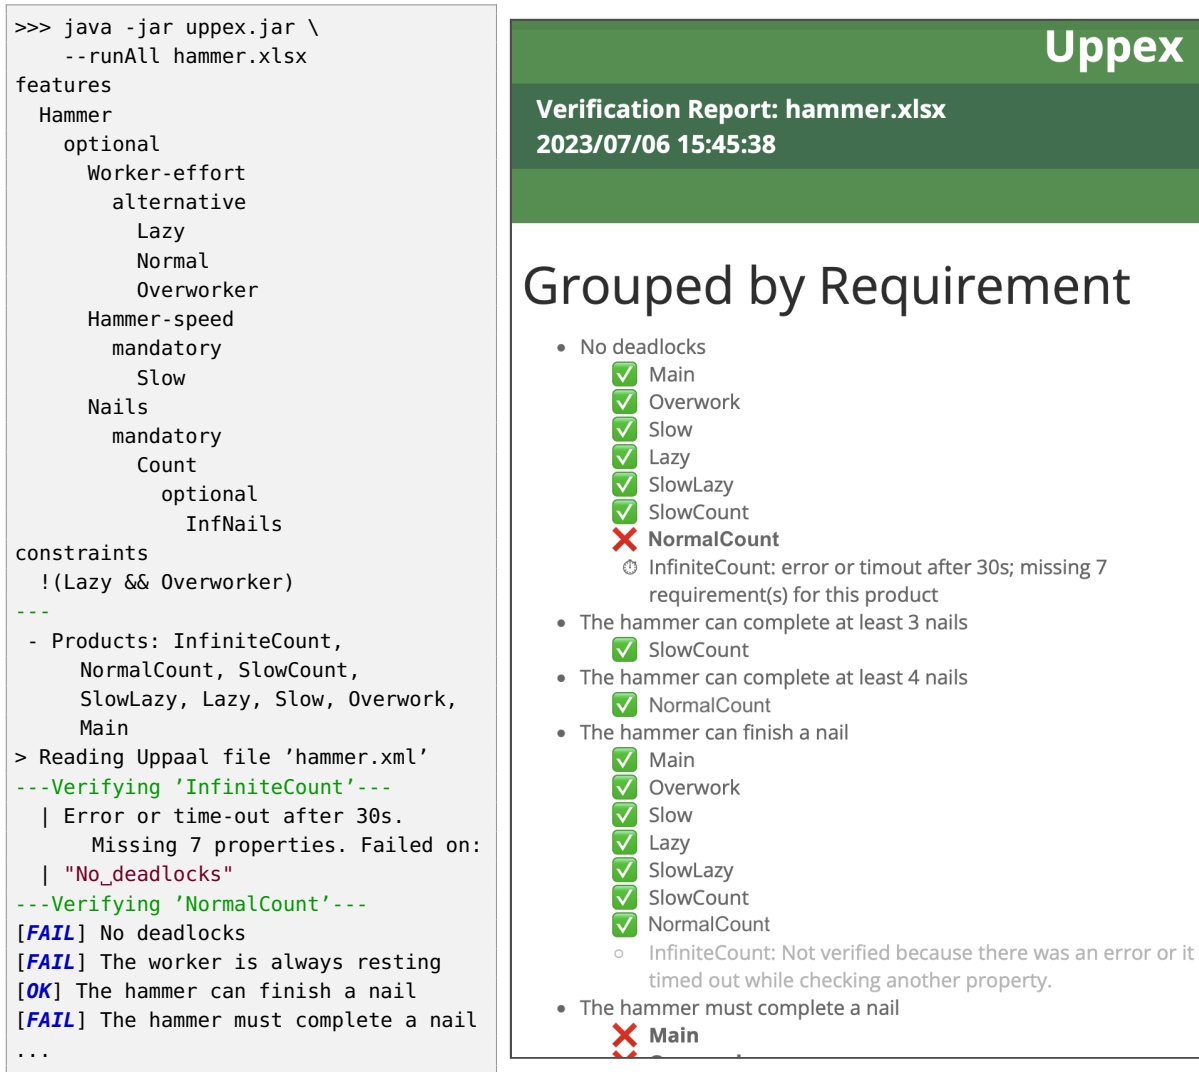 >>> java -jar uppex.jar \
--runAll hammer.xlsx
features
Hammer
optional
Worker-effort
alternative
Lazy
Normal
Overworker
Hammer-speed
mandatory
Slow
Nails
mandatory
Count
optional
InfNails
constraints
!(Lazy && Overworker)
---
- Products: InfiniteCount,
NormalCount, SlowCount,
SlowLazy, Lazy, Slow, Overwork,
Main
> Reading Uppaal file ’hammer.xml’
---Verifying ’InfiniteCount’---
| Error or time-out after 30s.
Missing 7 properties. Failed on:
| "No␣deadlocks"
---Verifying ’NormalCount’---
[FAIL] No deadlocks
[FAIL] The worker is always resting
[OK] The hammer can finish a nail
[FAIL] The hammer must complete a nail
...
Uppex
Verification Report: hammer.xlsx
2023/07/06 15:45:38
Grouped by Requirement
• No deadlocks
✅ Main
✅ Overwork
✅ Slow
✅ Lazy
✅ SlowLazy
✅ SlowCount
❌ NormalCount
⏱ InfiniteCount: error or timout after 30s; missing 7
requirement(s) for this product
• The hammer can complete at least 3 nails
✅ SlowCount
• The hammer can complete at least 4 nails
✅ NormalCount
• The hammer can finish a nail
✅ Main
✅ Overwork
✅ Slow
✅ Lazy
✅ SlowLazy
✅ SlowCount
✅ NormalCount
○ InfiniteCount: Not verified because there was an error or it
timed out while checking another property.
• The hammer must complete a nail
❌ Main